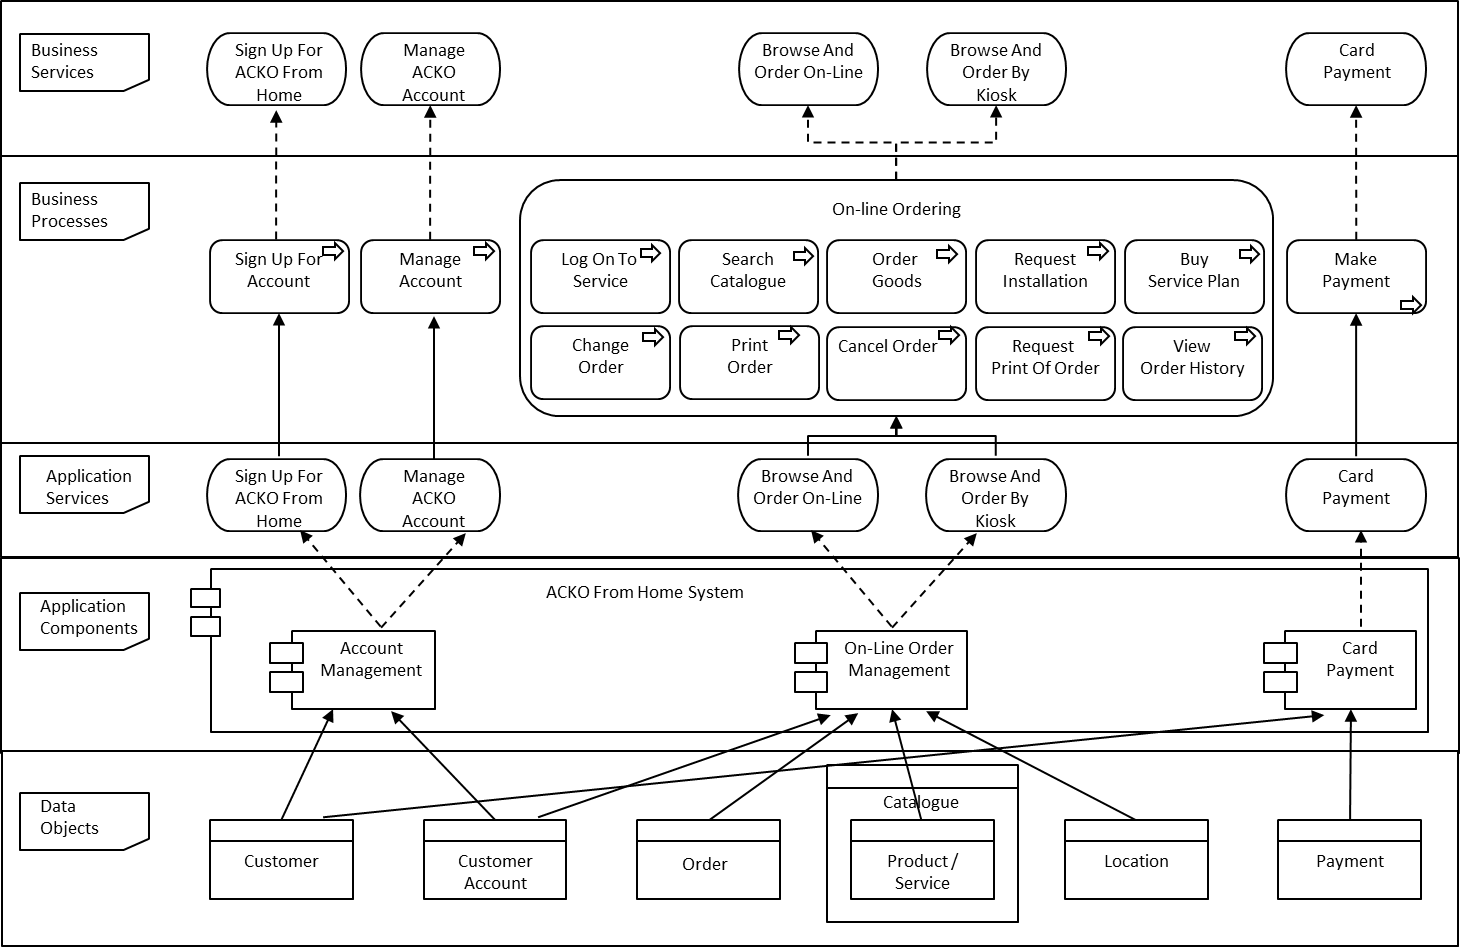 Business
Services
Sign Up For
ACKO From
Home
Manage
ACKO
Account
Browse And
Order On-Line
Browse And
Order By
Kiosk
Card
Payment
Business
Processes
On-line Ordering
Sign Up For
Account
Manage
Account
Log On To
Service
Search
Catalogue
Order
Goods
Request
Installation
Buy
Service Plan
Make
Payment
Change
Order
Print
Order
Cancel Order
Request
Print Of Order
View
Order History
Application
Services
Sign Up For
ACKO From
Home
Manage
ACKO
Account
Browse And
Order On-Line
Browse And
Order By
Kiosk
Card
Payment
Application
Components
ACKO From Home System
Account
Management
On-Line Order
Management
Card
Payment
Data
Objects
Customer
Customer
Account
Order
Catalogue
Product /
Service
Location
Payment